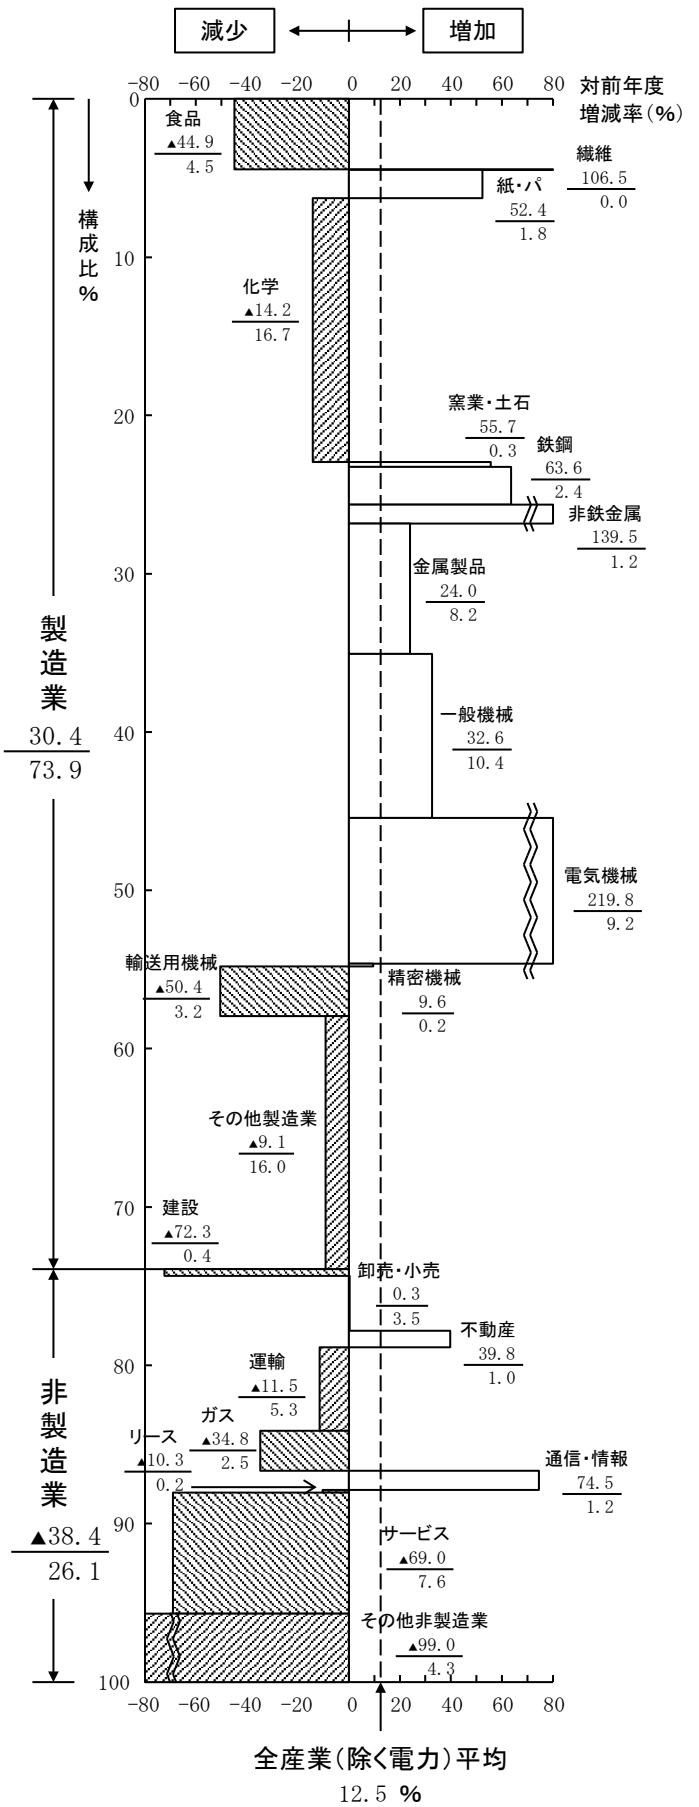 減少
増加
-80 -60 -40 -20 0 20 40 60 80
対前年度
増減率(%)
0
構成比%
食品
▲44.9
4.5
繊維
106.5
0.0
紙・パ
52.4
1.8
10
化学
▲14.2
16.7
20
窯業・土石
55.7
0.3
鉄鋼
63.6
2.4
非鉄金属
139.5
1.2
30
金属製品
24.0
8.2
製造業
30.4
73.9
40
一般機械
32.6
10.4
50
電気機械
219.8
9.2
輸送用機械
▲50.4
3.2
精密機械
9.6
0.2
60
その他製造業
▲9.1
16.0
70
建設
▲72.3
0.4
卸売・小売
0.3
3.5
不動産
39.8
1.0
80
運輸
▲11.5
5.3
非製造業
▲38.4
26.1
ガス
▲34.8
2.5
リース
▲10.3
0.2
通信・情報
74.5
1.2
90
サービス
▲69.0
7.6
その他非製造業
▲99.0
4.3
100
-80 -60 -40 -20 0 20 40 60 80
全産業(除く電力)平均
12.5 %